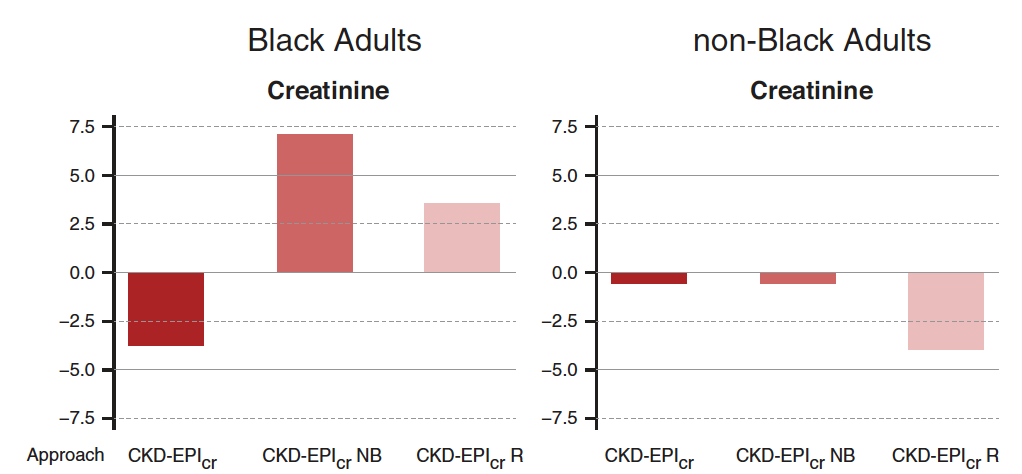 Black Adults
non-Black Adults
Creatinine
Creatinine
7.5
5.0
2.5
0.0
–2.5
–5.0
–7.5
7.5
5.0
2.5
0.0
–2.5
–5.0
–7.5
Approach CKD-EPIcr CKD-EPIcr NB CKD-EPIcr R
CKD-EPIcr CKD-EPIcr NB CKD-EPIcr R